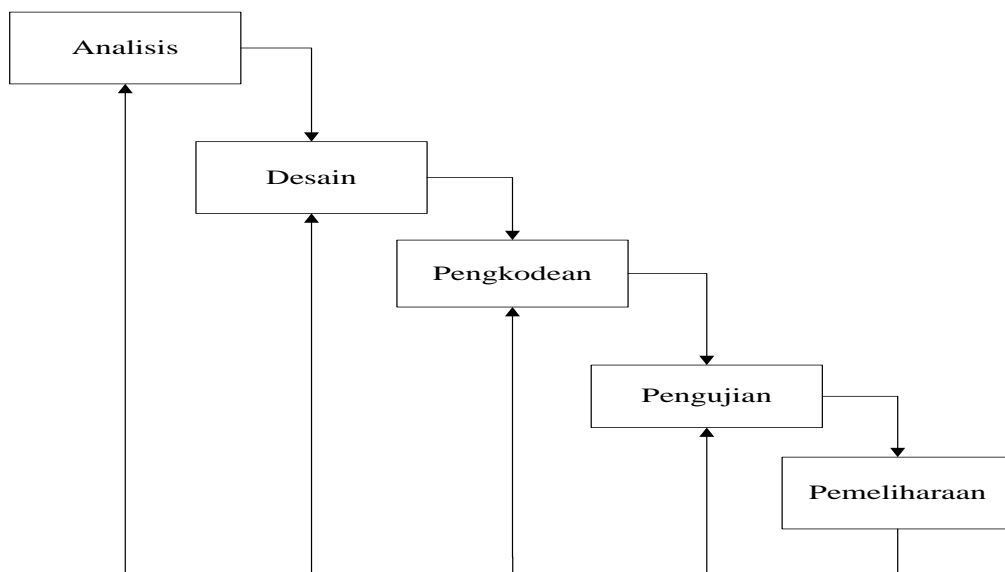 Analisis
Desain
Pengkodean
Pengujian
Pemeliharaan